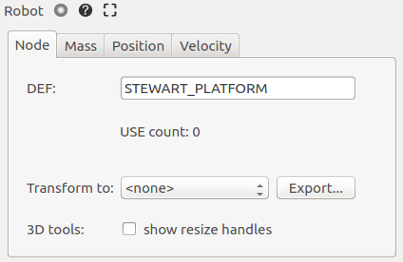 Robot
Node Mass Position Velocity
DEF: STEWART_PLATFORM
USE count: 0
Transform to: <none> Export...
3D tools: show resize handles